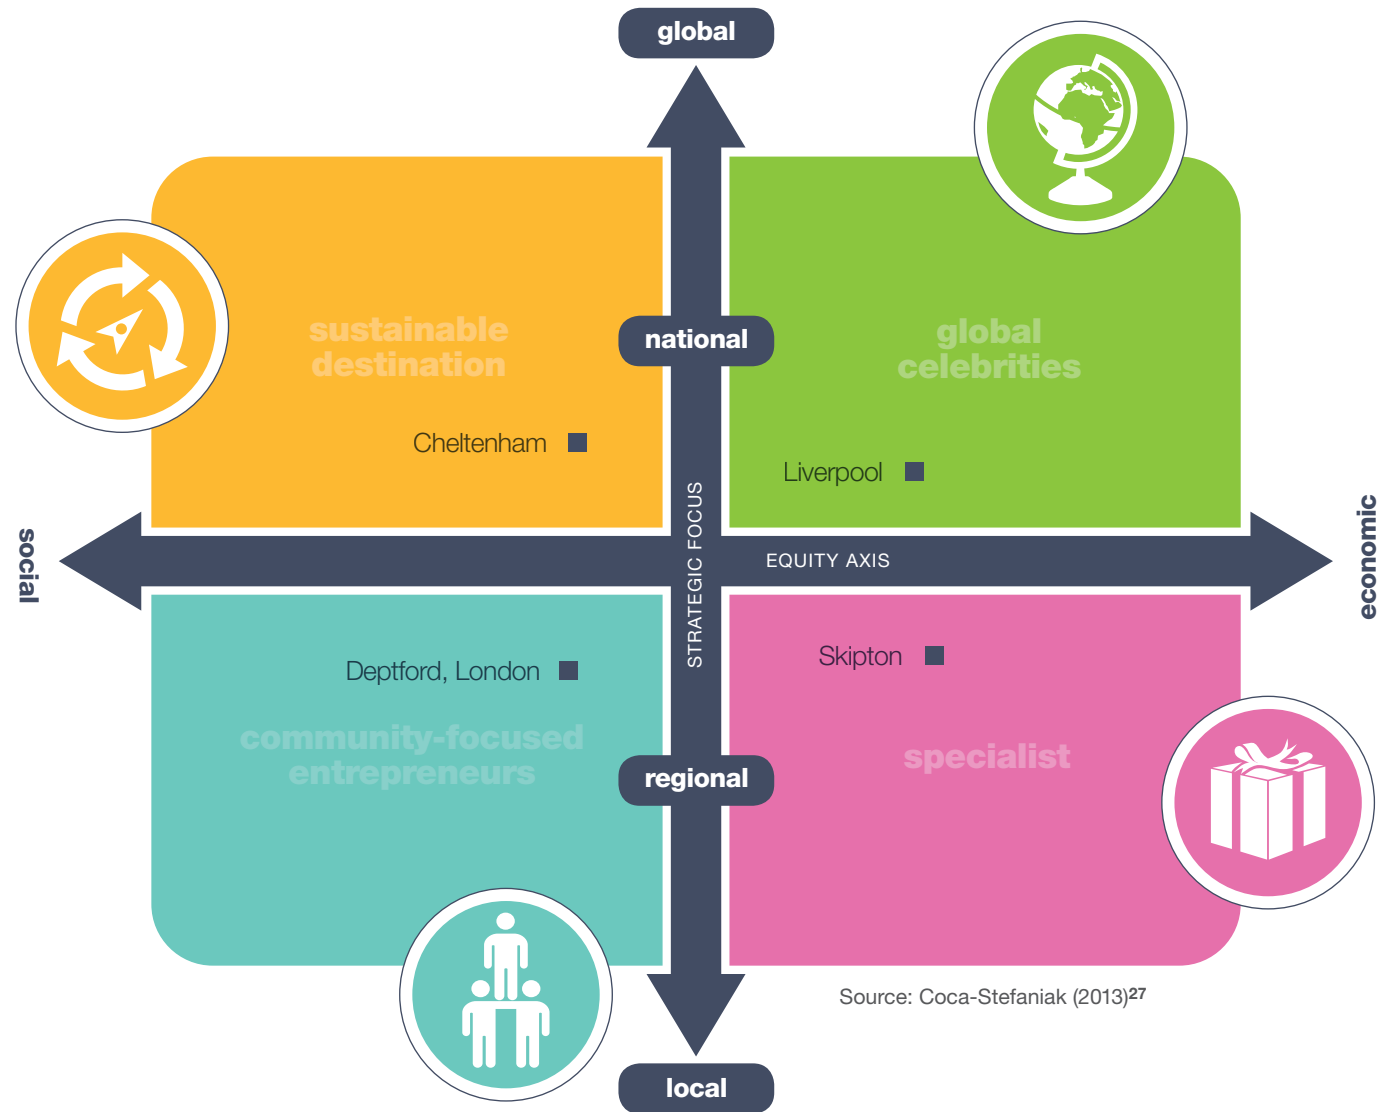 global
sustainable
destination
national
global
celebrities
Cheltenham
Liverpool
social
STRATEGIC FOCUS
EQUITY AXIS
economic
Deptford, London
Skipton
community-focused
entrepreneurs
regional
specialist
Source: Coca-Stefaniak (2013)27
local